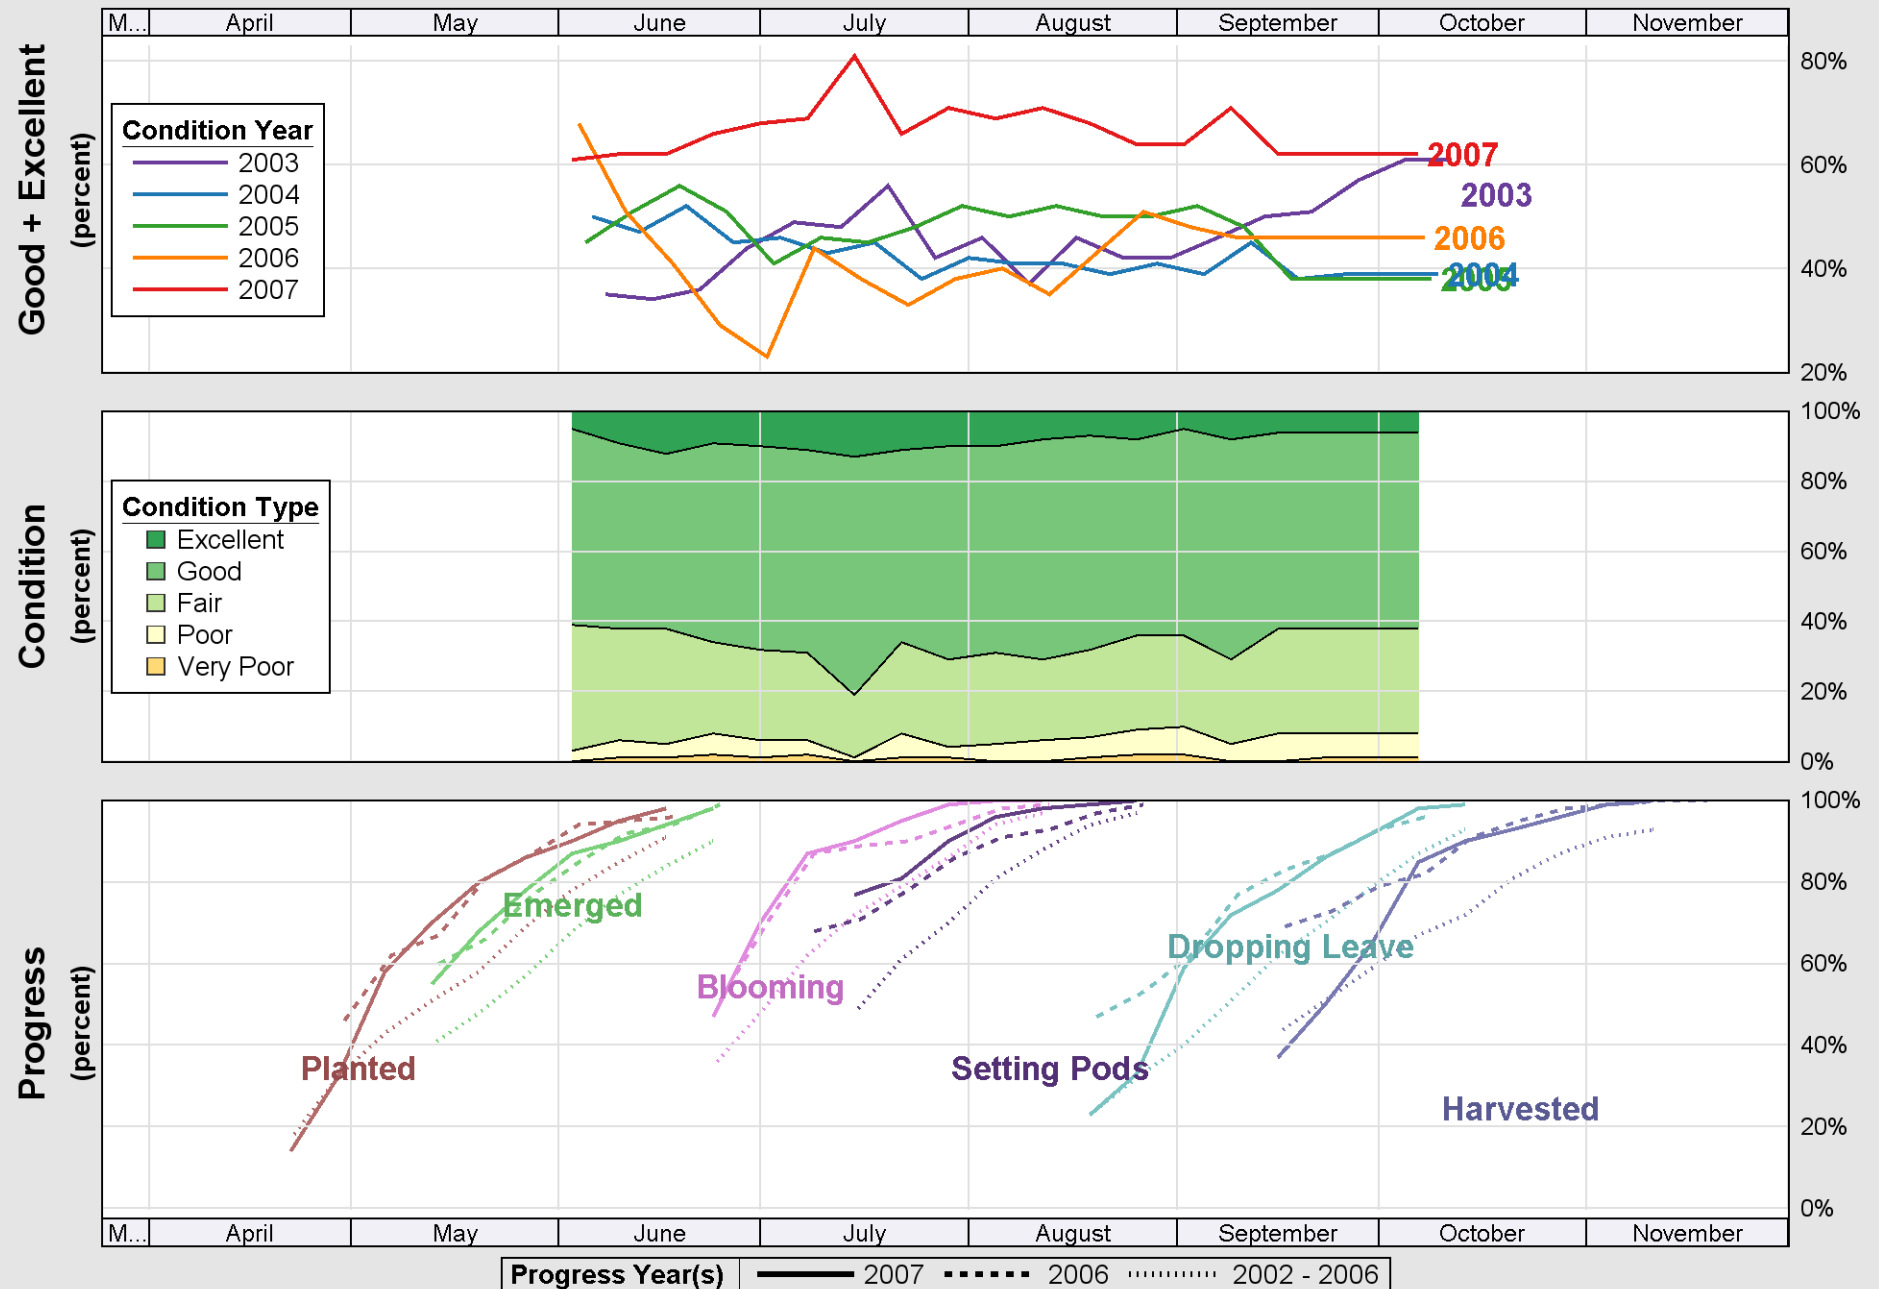 M... April May June July August September October November
Good + Excellent
(percent)
80%
60%
40%
20%
Condition Year
2003
2004
2005
2006
2007
2007
2003
2006
2005
2004
Condition
(percent)
100%
80%
60%
40%
20%
0%
Condition Type
Excellent
Good
Fair
Poor
Very Poor
Progress
(percent)
100%
80%
60%
40%
20%
0%
Emerged
Dropping Leave
Blooming
Planted
Setting Pods
Harvested
M... April May June July August September October November
Progress Year(s) 2007 2006 2002 - 2006